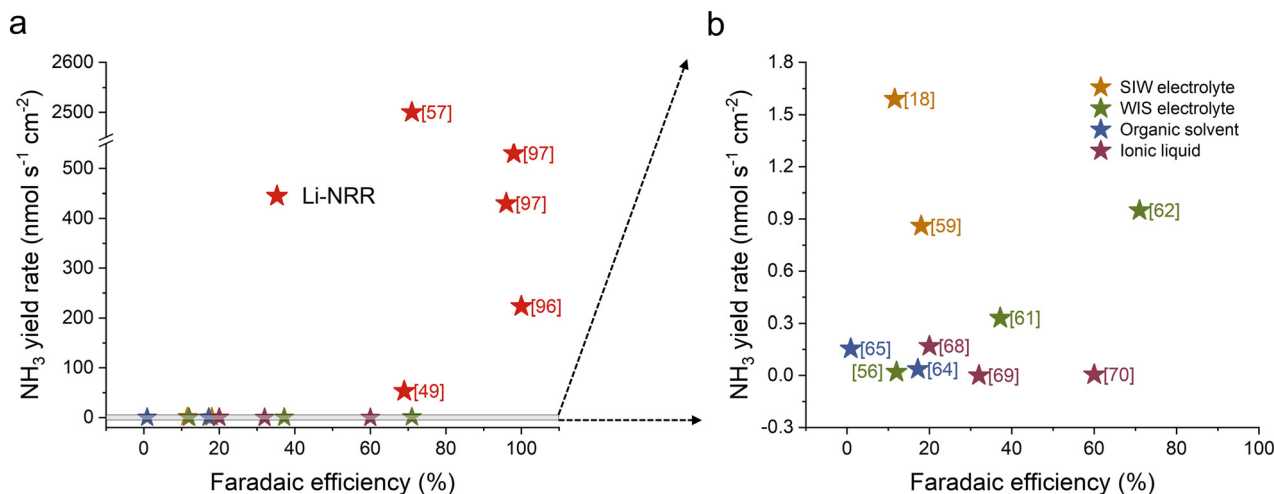 a
NH3 yield rate (nmol s⁻¹ cm⁻²)
2600
2500
500
400
300
200
100
0
[57]
[97]
Li-NRR
[97]
[96]
[49]
0 20 40 60 80 100
Faradaic efficiency (%)
b
NH3 yield rate (nmol s⁻¹ cm⁻²)
1.8
1.5
1.2
0.9
0.6
0.3
0.0
-0.3
SIW electrolyte
WIS electrolyte
Organic solvent
Ionic liquid
[18]
[62]
[59]
[61]
[65] [68]
[56] [64] [69] [70]
0 20 40 60 80 100
Faradaic efficiency (%)